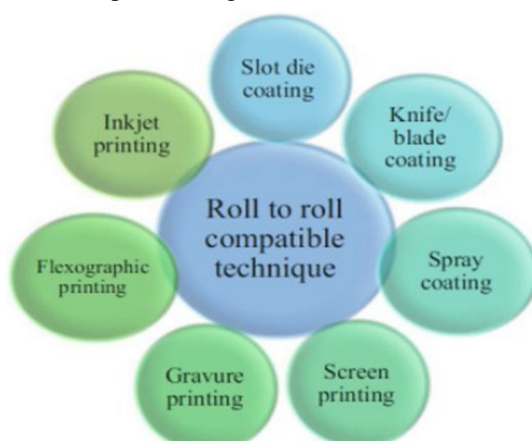 Slot die
coating
Knife/
blade
coating
Spray
coating
Screen
printing
Gravure
printing
Flexographic
printing
Inkjet
printing
Roll to roll
compatible
technique